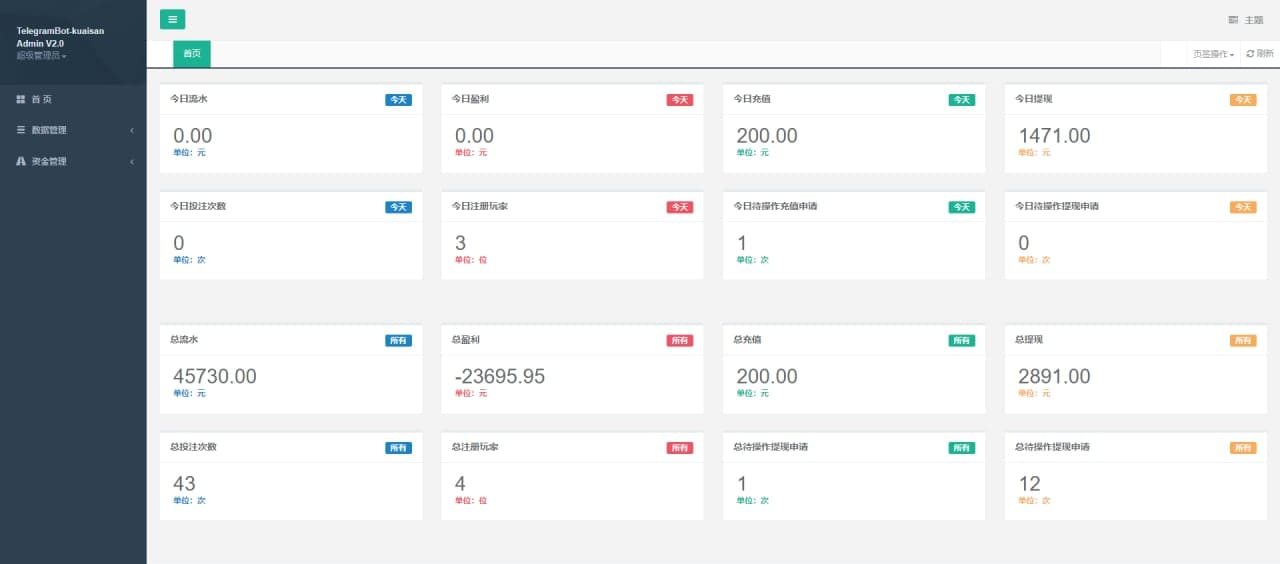 TelegramBot-kuaisan
Admin V2.0
超级管理员
首 页
数据管理
资金管理
主题
首页
页签操作
刷新
今日流水 今天
0.00
单位：元
今日盈利 今天
0.00
单位：元
今日充值 今天
200.00
单位：元
今日提现 今天
1471.00
单位：元
今日投注次数 今天
0
单位：次
今日注册玩家 今天
3
单位：位
今日待操作充值申请 今天
1
单位：次
今日待操作提现申请 今天
0
单位：次
总流水 所有
45730.00
单位：元
总盈利 所有
-23695.95
单位：元
总充值 所有
200.00
单位：元
总提现 所有
2891.00
单位：元
总投注次数 所有
43
单位：次
总注册玩家 所有
4
单位：位
总待操作提现申请 所有
1
单位：次
总待操作提现申请 所有
12
单位：次